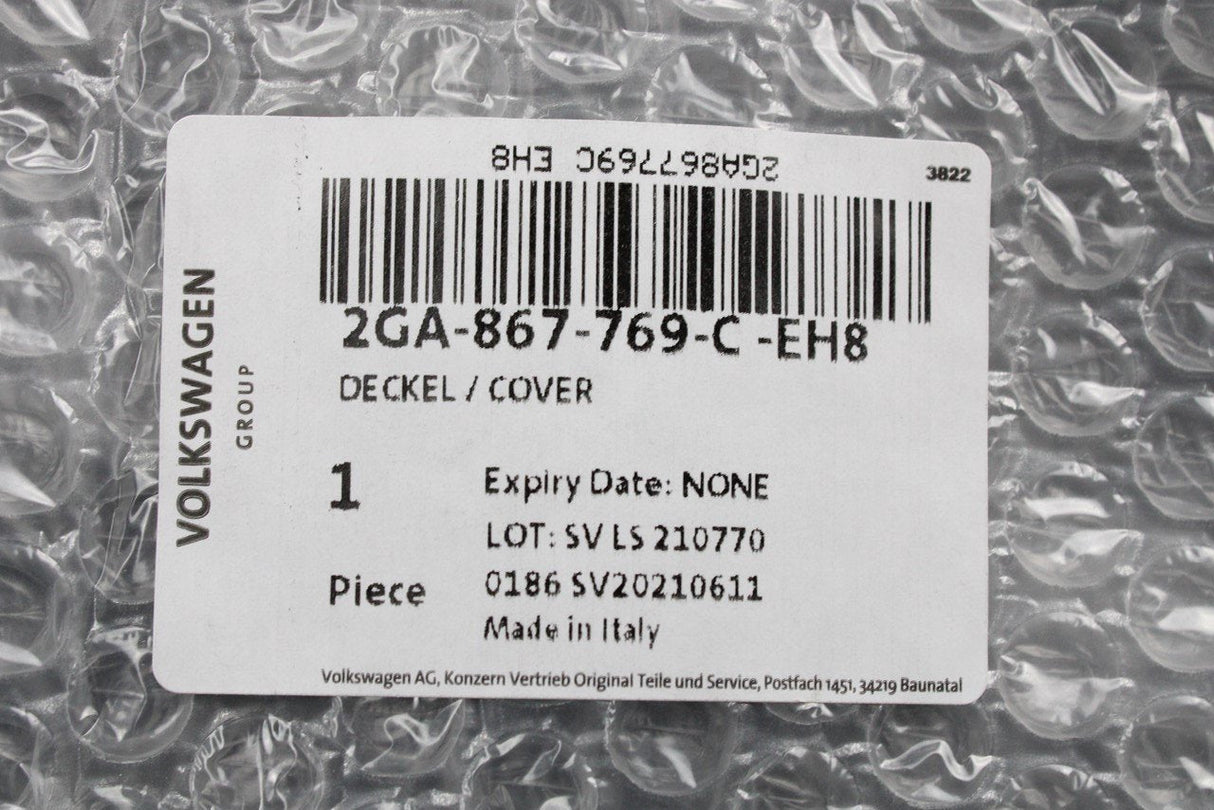 2GA867769C EH8
3822
2GA-867-769-C -EH8
DECKEL / COVER
VOLKSWAGEN
GROUP
1
Piece
Expiry Date: NONE
LOT: SV LS 210770
0186 SV20210611
Made in Italy
Volkswagen AG, Konzern Vertrieb Original Teile und Service, Postfach 1451, 34219 Baunatal